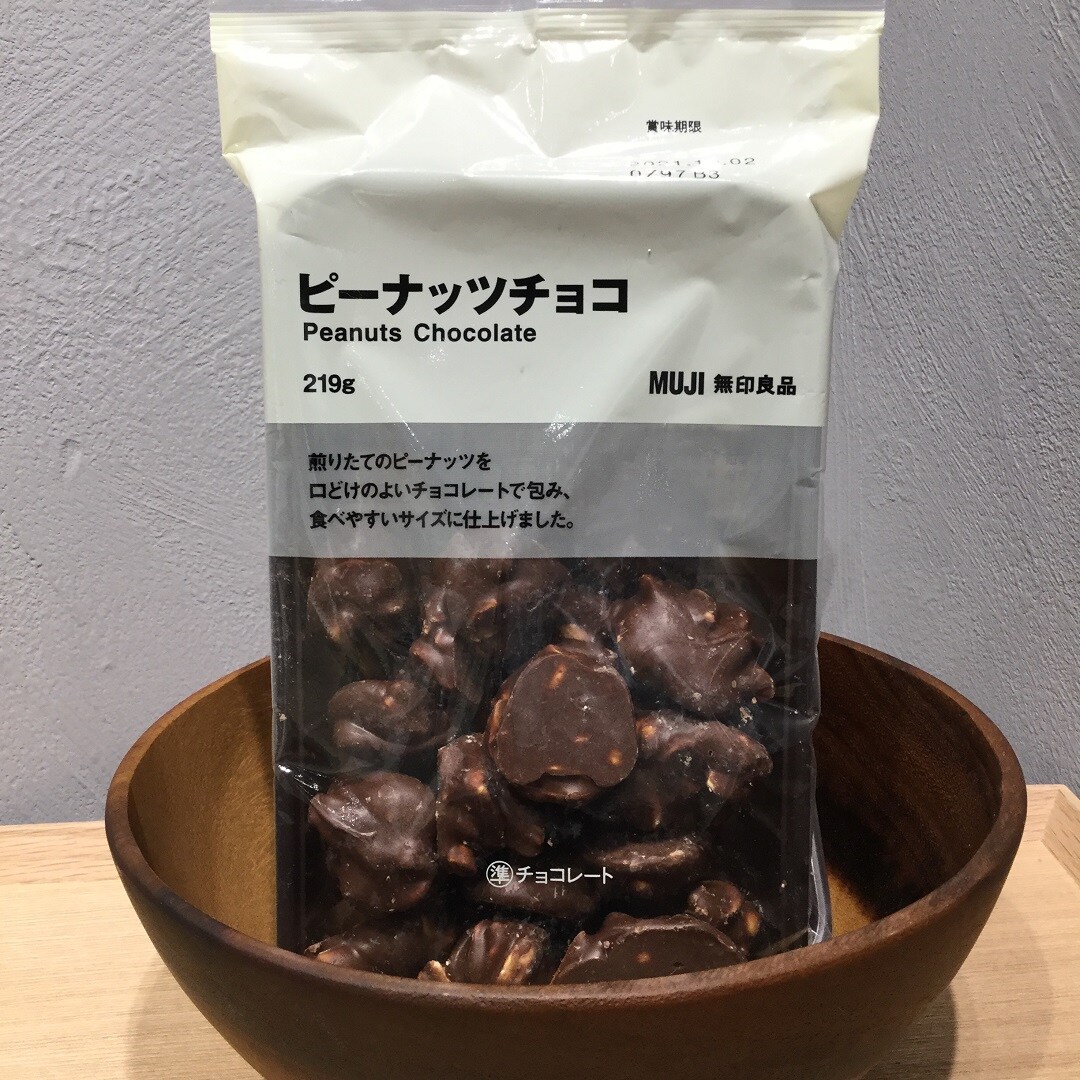 賞味期限
ピーナッツチョコ
Peanuts Chocolate
219g
MUJI 無印良品
煎りたてのピーナッツを
口どけのよいチョコレートで包み、
食べやすいサイズに仕上げました。
準チョコレート